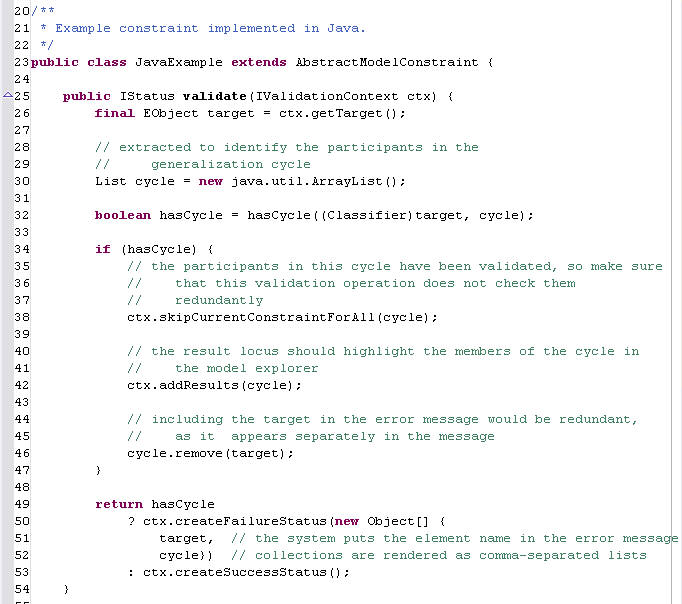 20/**
21 * Example constraint implemented in Java.
22 */
23public class JavaExample extends AbstractModelConstraint {
24
25    public IStatus validate(IValidationContext ctx) {
26        final EObject target = ctx.getTarget();
27
28        // extracted to identify the participants in the
29        //     generalization cycle
30        List cycle = new java.util.ArrayList();
31
32        boolean hasCycle = hasCycle((Classifier)target, cycle);
33
34        if (hasCycle) {
35            // the participants in this cycle have been validated, so make sure
36            //    that this validation operation does not check them
37            //    redundantly
38            ctx.skipCurrentConstraintForAll(cycle);
39
40            // the result locus should highlight the members of the cycle in
41            //    the model explorer
42            ctx.addResults(cycle);
43
44            // including the target in the error message would be redundant,
45            //    as it  appears separately in the message
46            cycle.remove(target);
47        }
48
49        return hasCycle
50            ? ctx.createFailureStatus(new Object[] {
51                target,  // the system puts the element name in the error message
52                cycle})  // collections are rendered as comma-separated lists
53            : ctx.createSuccessStatus();
54    }